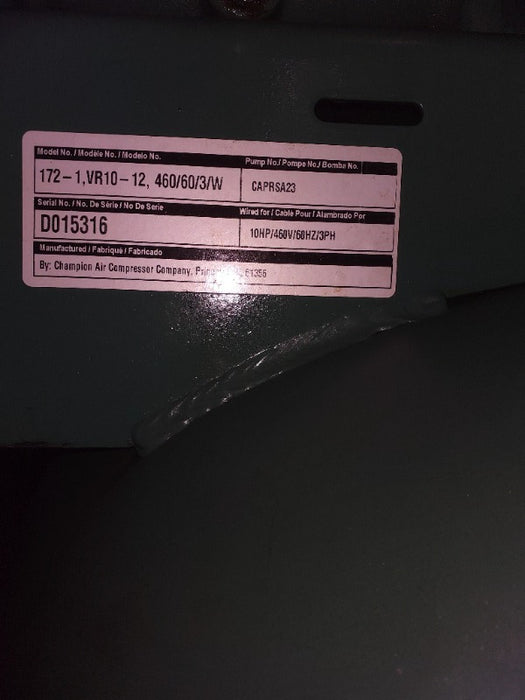 Model No. / Modèle No. / Modelo No.
172-1,VR10-12, 460/60/3/W
Pump No./ Pompe No./ Bomba No.
CAPRSA23
Serial No. / No. De Série / No De Serie
D015316
Wired for / Cable Pour / Alambrado Por
10HP/460V/60HZ/3PH
Manufactured / Fabriqué / Fabricado
By: Champion Air Compressor Company, 61356